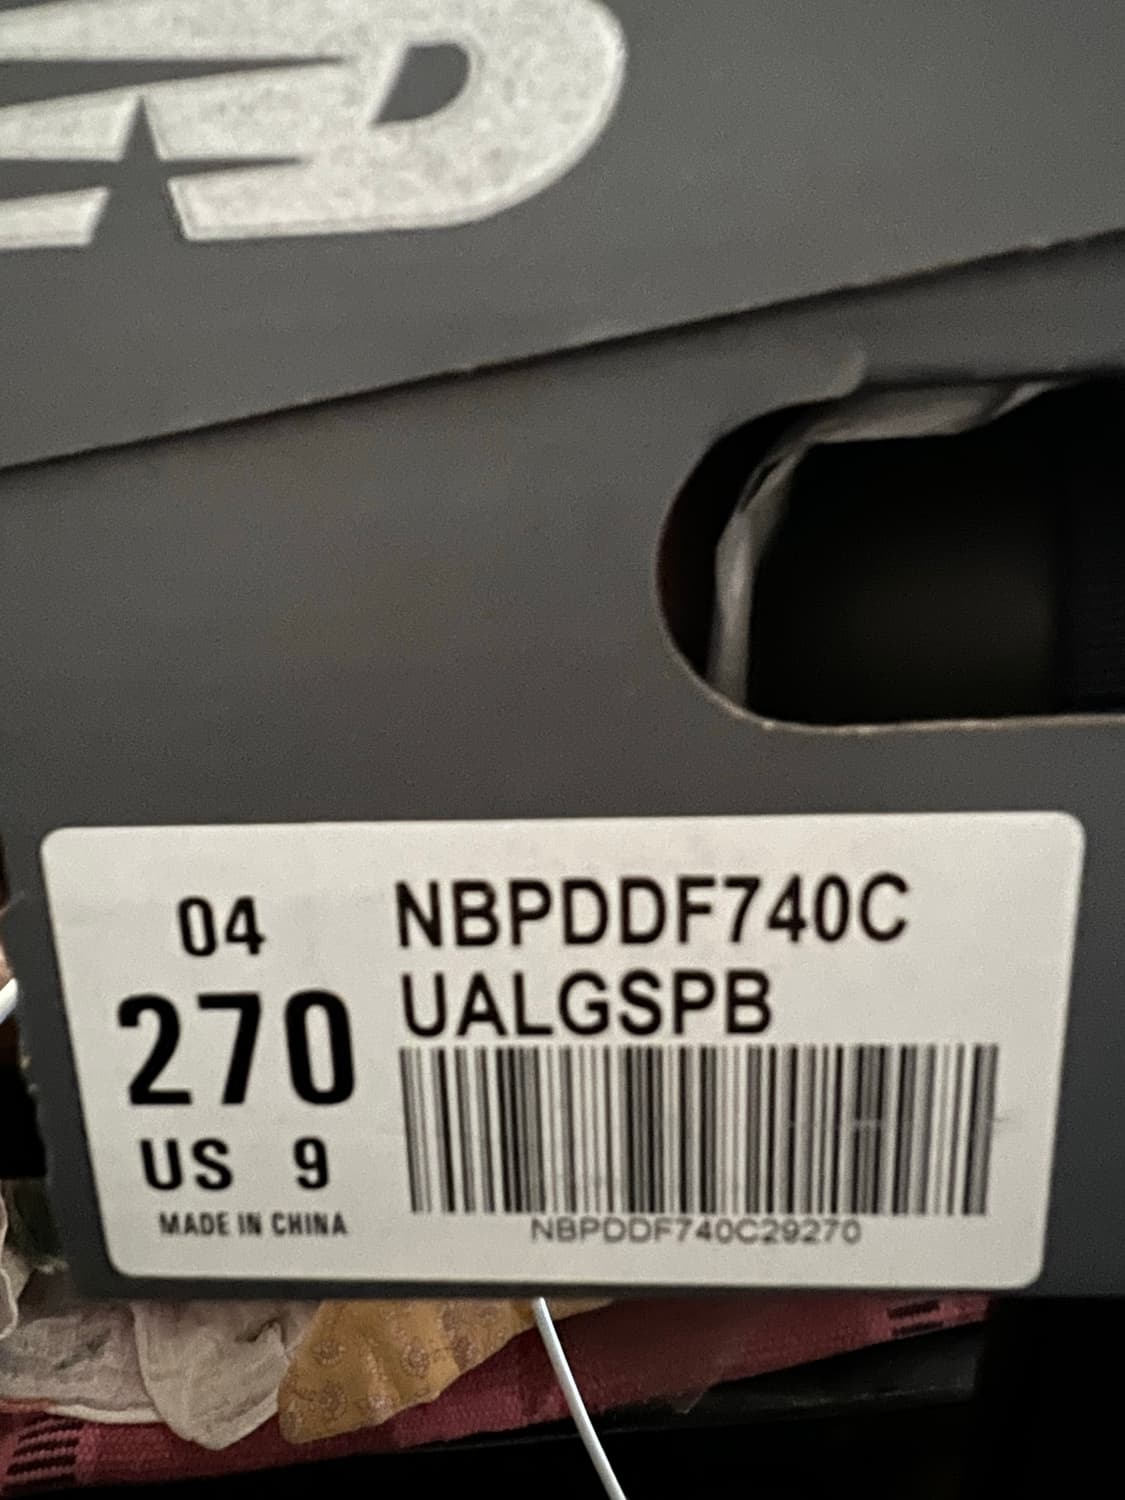 04
270
US 9
MADE IN CHINA
NBPDDF740C
UALGSPB
NBPDDF740C29270